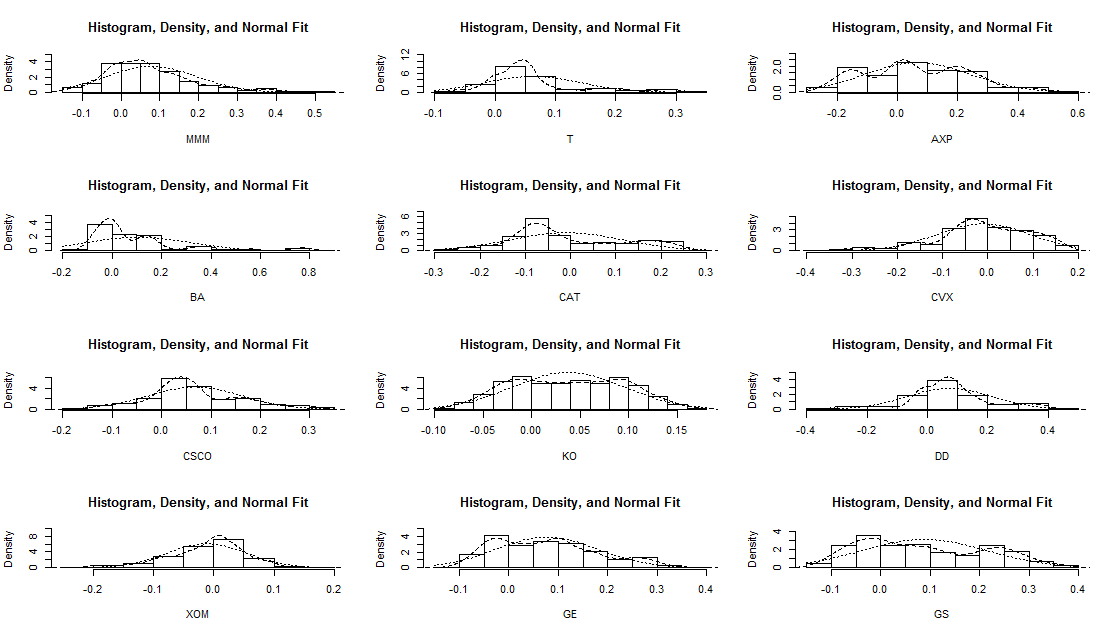 Histogram, Density, and Normal Fit Histogram, Density, and Normal Fit Histogram, Density, and Normal Fit
Density 0 2 4 Density 0 6 12 Density 0.0 2.0
-0.1 0.0 0.1 0.2 0.3 0.4 0.5 -0.1 0.0 0.1 0.2 0.3 -0.2 0.0 0.2 0.4 0.6
MMM T AXP
Histogram, Density, and Normal Fit Histogram, Density, and Normal Fit Histogram, Density, and Normal Fit
Density 0 2 4 Density 0 3 6 Density 0 3
-0.2 0.0 0.2 0.4 0.6 0.8 -0.3 -0.2 -0.1 0.0 0.1 0.2 0.3 -0.4 -0.3 -0.2 -0.1 0.0 0.1 0.2
BA CAT CVX
Histogram, Density, and Normal Fit Histogram, Density, and Normal Fit Histogram, Density, and Normal Fit
Density 0 4 Density 0 4 Density 0 2 4
-0.2 -0.1 0.0 0.1 0.2 0.3 -0.10 -0.05 0.00 0.05 0.10 0.15 -0.4 -0.2 0.0 0.2 0.4
CSCO KO DD
Histogram, Density, and Normal Fit Histogram, Density, and Normal Fit Histogram, Density, and Normal Fit
Density 0 4 8 Density 0 2 4 Density 0 2 4
-0.2 -0.1 0.0 0.1 0.2 -0.1 0.0 0.1 0.2 0.3 0.4 -0.1 0.0 0.1 0.2 0.3 0.4
XOM GE GS